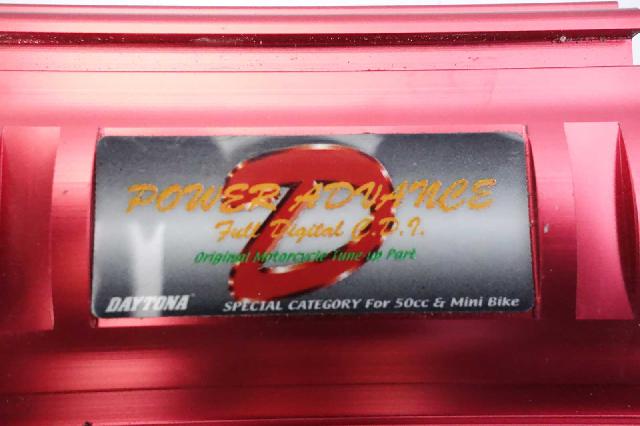 D
POWER ADVANCE
Full Digital C.D.I.
Original Motorcycle Tune up Part
DAYTONA SPECIAL CATEGORY For 50cc & Mini Bike